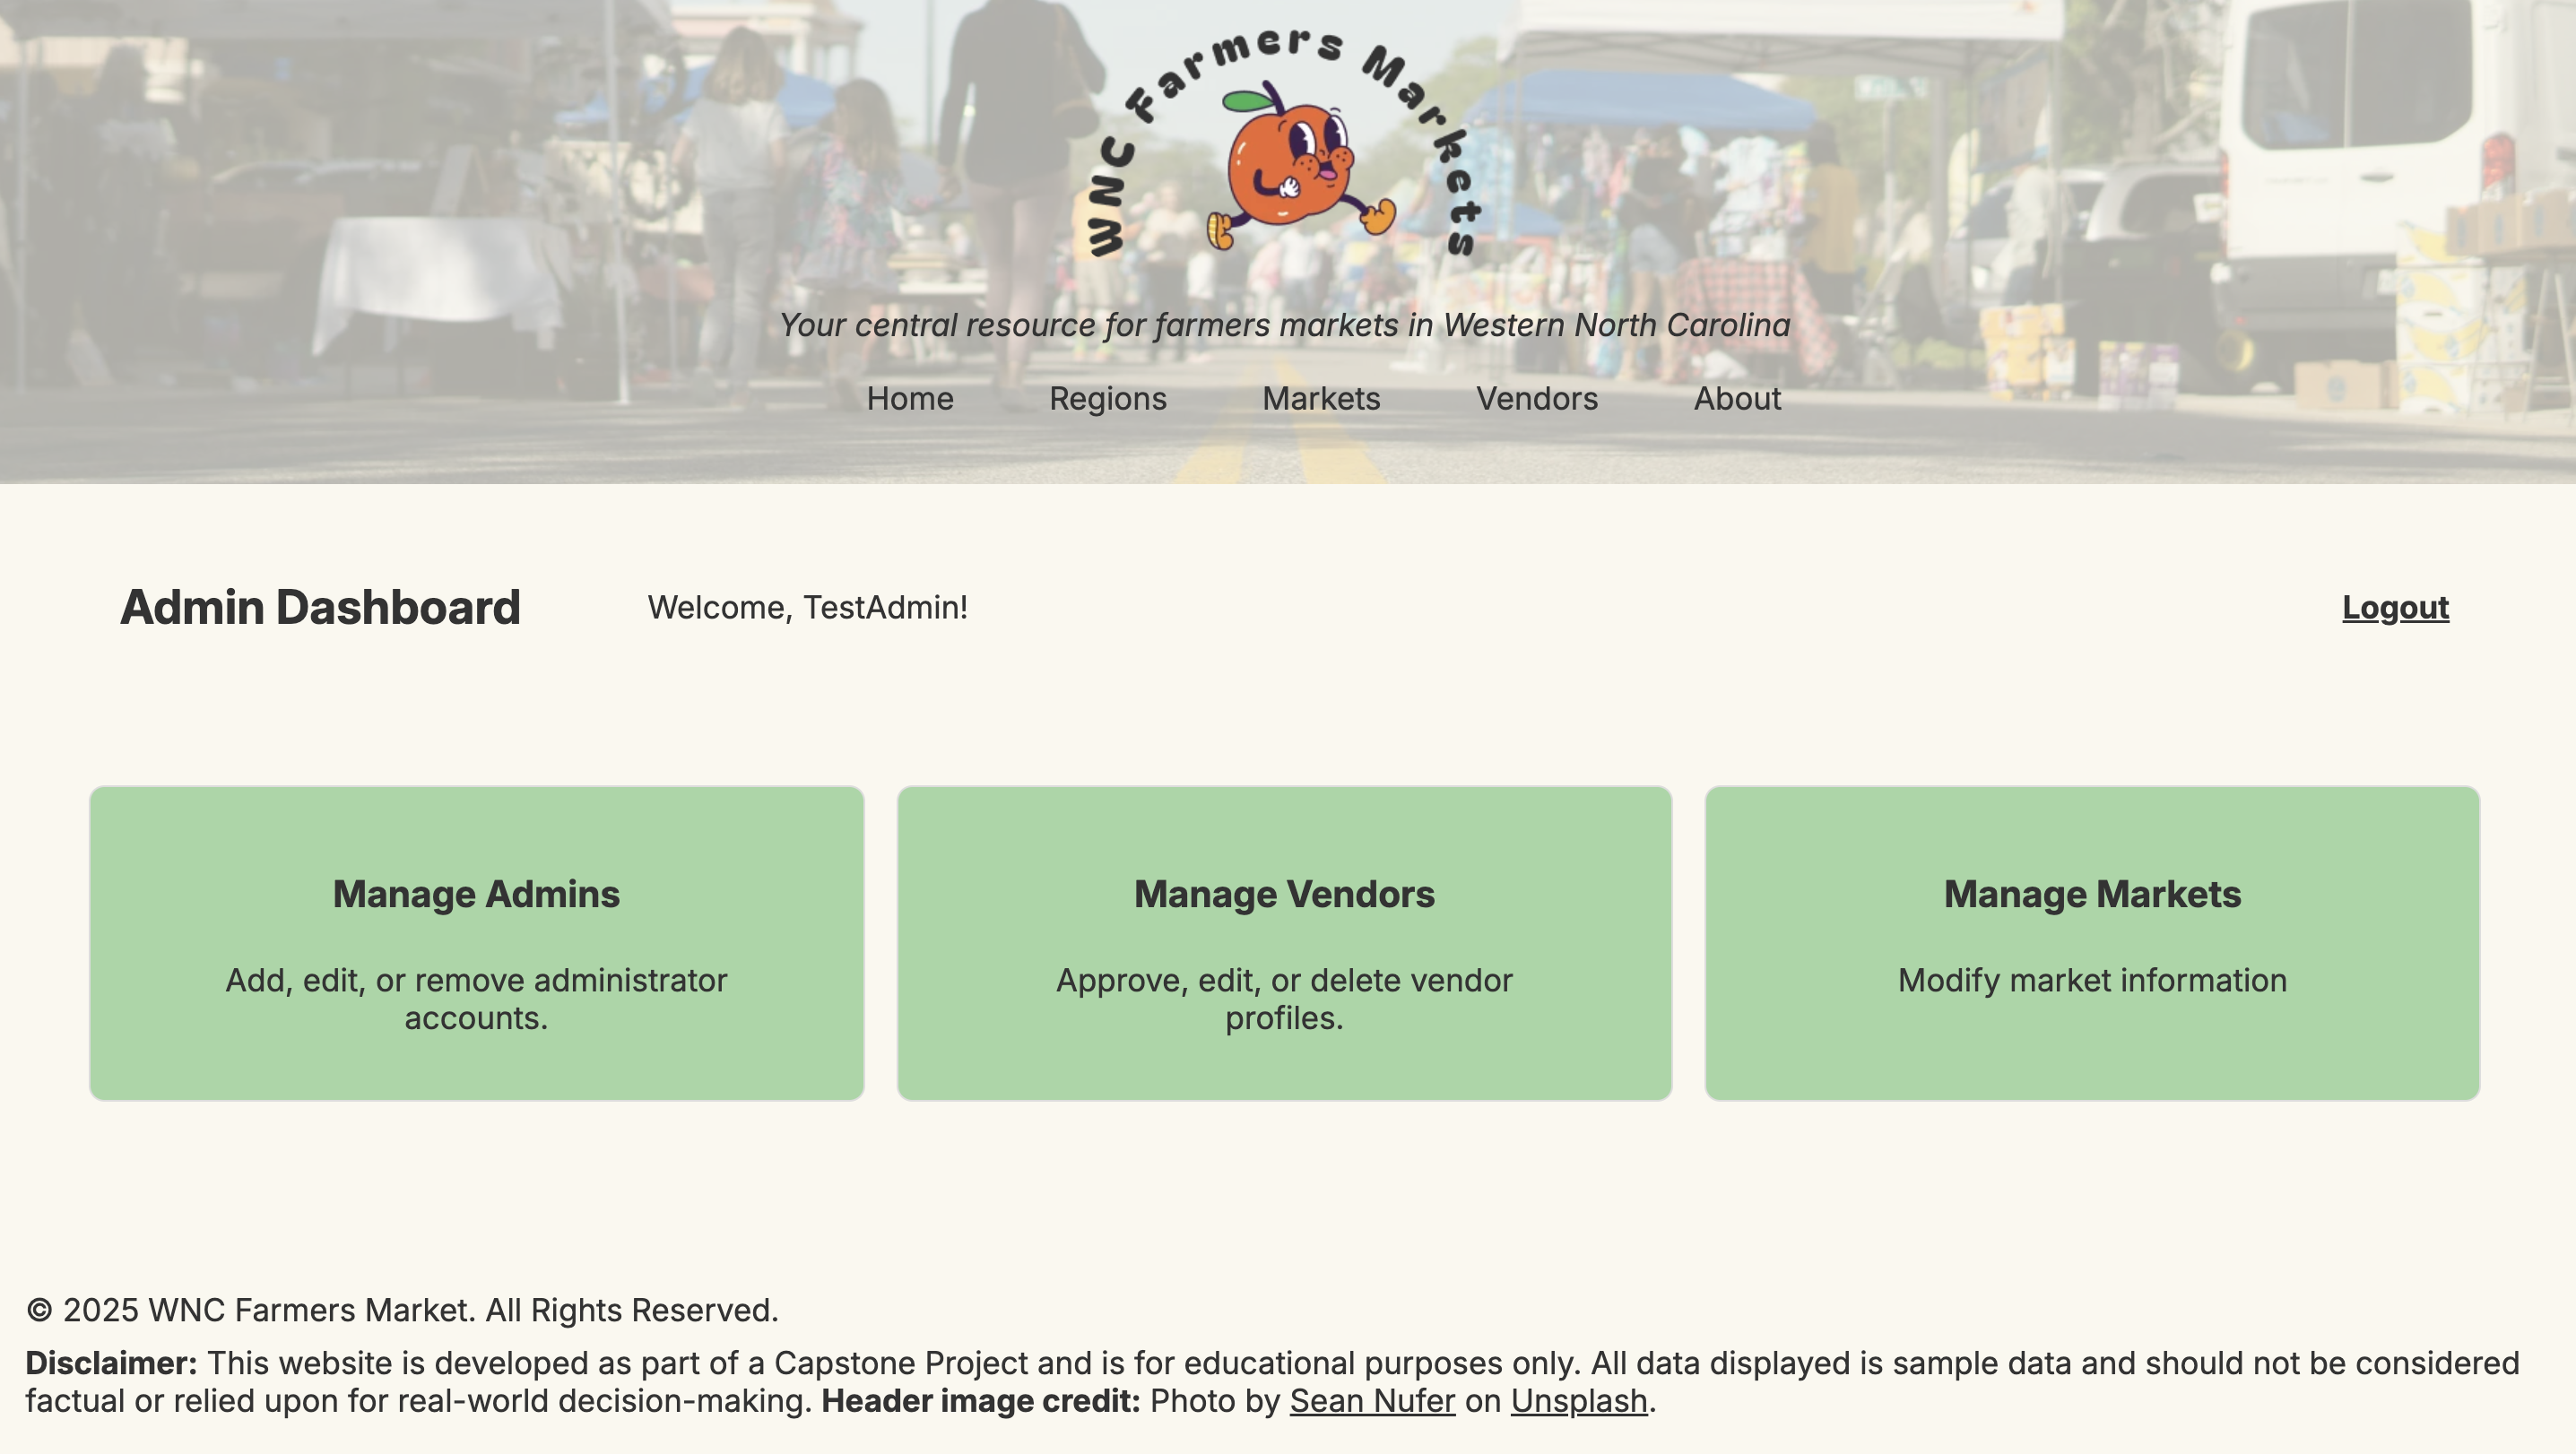 WNC Farmers Markets
Your central resource for farmers markets in Western North Carolina
Home Regions Markets Vendors About
Admin Dashboard Welcome, TestAdmin! Logout
Manage Admins
Add, edit, or remove administrator
accounts.
Manage Vendors
Approve, edit, or delete vendor
profiles.
Manage Markets
Modify market information
© 2025 WNC Farmers Market. All Rights Reserved.
Disclaimer: This website is developed as part of a Capstone Project and is for educational purposes only. All data displayed is sample data and should not be considered
factual or relied upon for real-world decision-making. Header image credit: Photo by Sean Nufer on Unsplash.